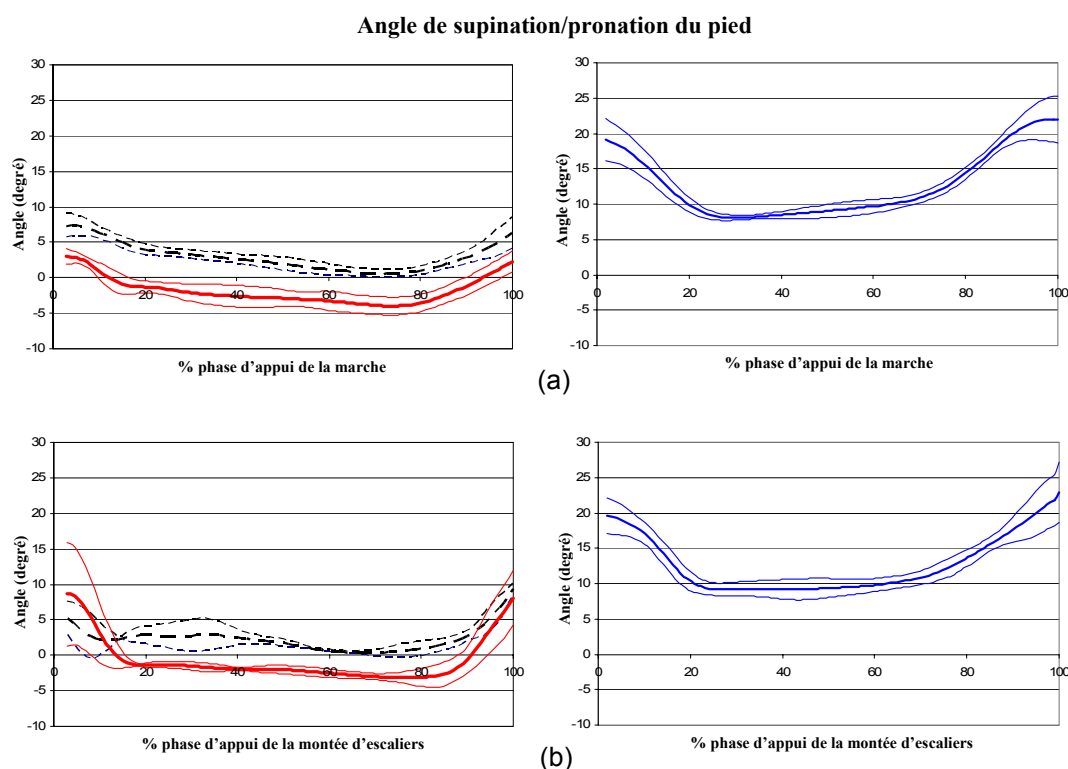 Angle de supination/pronation du pied
30
25
20
15
10
5
0
-5
-10
0 20 40 60 80 100
Angle (degré)
% phase d'appui de la marche
30
25
20
15
10
5
0
-5
-10
0 20 40 60 80 100
Angle (degré)
% phase d'appui de la marche
(a)
30
25
20
15
10
5
0
-5
-10
0 20 40 60 80 100
Angle (degré)
% phase d'appui de la montée d'escaliers
30
25
20
15
10
5
0
-5
-10
0 20 40 60 80 100
Angle (degré)
% phase d'appui de la montée d'escaliers
(b)